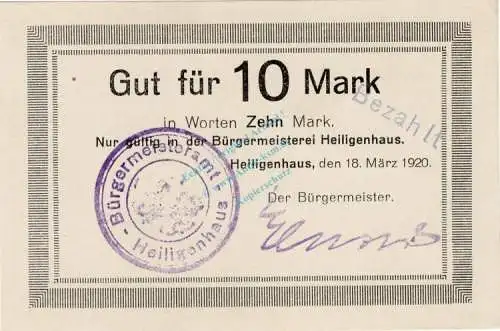 Gut für 10 Mark
in Worten Zehn Mark.
Nur gültig in der Bürgermeisterei Heiligenhaus.
Heiligenhaus, den 18. März 1920.
Der Bürgermeister.
Bezahlt
Bürgermeisteramt
- Heiligenhaus -